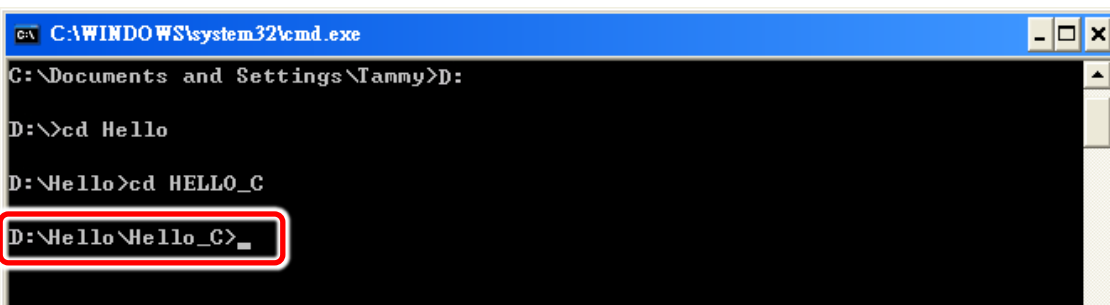 C:\WINDOWS\system32\cmd.exe
C:\Documents and Settings\Tammy>D:
D:\>cd Hello
D:\Hello>cd HELLO_C
D:\Hello\Hello_C>_